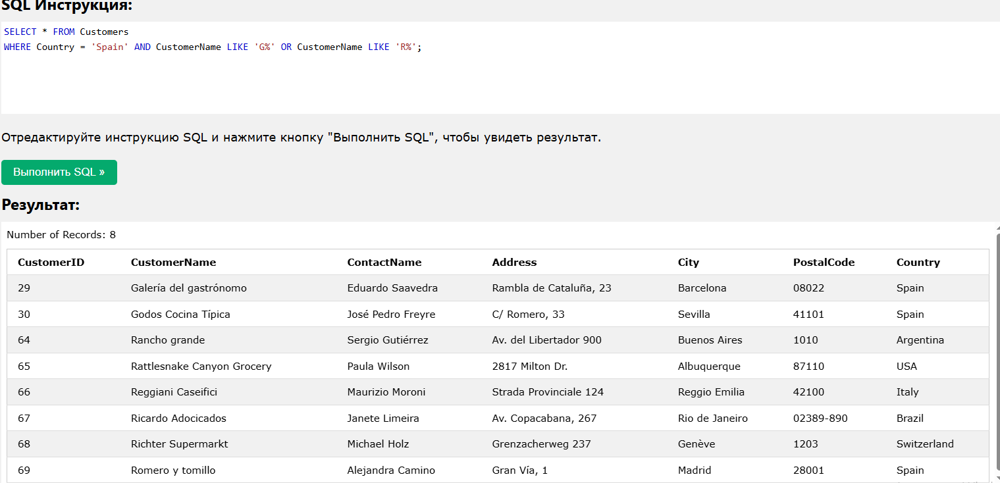 SQL Инструкция:
SELECT * FROM Customers
WHERE Country = 'Spain' AND CustomerName LIKE 'G%' OR CustomerName LIKE 'R%';
Отредактируйте инструкцию SQL и нажмите кнопку "Выполнить SQL", чтобы увидеть результат.
Выполнить SQL »
Результат:
Number of Records: 8
CustomerID CustomerName ContactName Address City PostalCode Country
29 Galería del gastrónomo Eduardo Saavedra Rambla de Cataluña, 23 Barcelona 08022 Spain
30 Godos Cocina Típica José Pedro Freyre C/ Romero, 33 Sevilla 41101 Spain
64 Rancho grande Sergio Gutiérrez Av. del Libertador 900 Buenos Aires 1010 Argentina
65 Rattlesnake Canyon Grocery Paula Wilson 2817 Milton Dr. Albuquerque 87110 USA
66 Reggiani Caseifici Maurizio Moroni Strada Provinciale 124 Reggio Emilia 42100 Italy
67 Ricardo Adocicados Janete Limeira Av. Copacabana, 267 Rio de Janeiro 02389-890 Brazil
68 Richter Supermarkt Michael Holz Grenzacherweg 237 Genève 1203 Switzerland
69 Romero y tomillo Alejandra Camino Gran Vía, 1 Madrid 28001 Spain